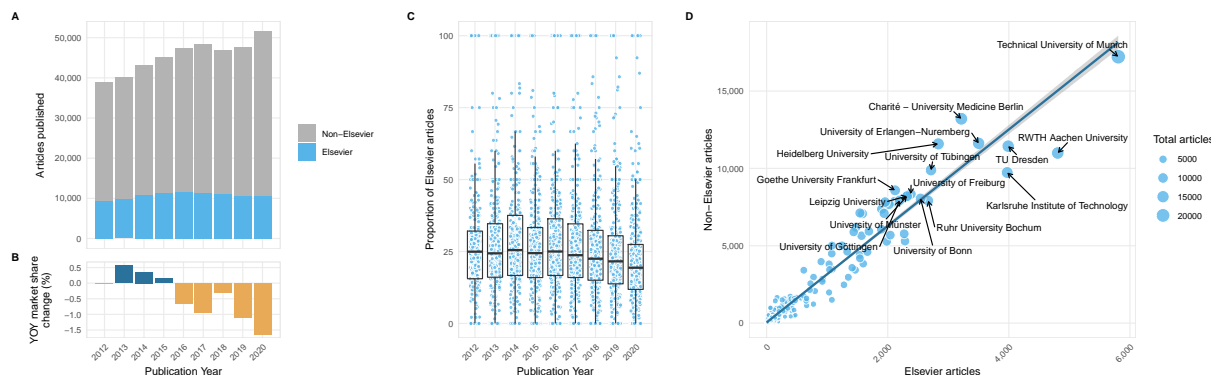 A
Articles published
50,000
40,000
30,000
20,000
10,000
0
Non−Elsevier
Elsevier
B
YOY market share
change (%)
0.5
0.0
−0.5
−1.0
−1.5
2012
2013
2014
2015
2016
2017
2018
2019
2020
Publication Year
C
Proportion of Elsevier articles
100
75
50
25
0
2012
2013
2014
2015
2016
2017
2018
2019
2020
Publication Year
D
Non−Elsevier articles
15,000
10,000
5,000
0
Technical University of Munich
Charité − University Medicine Berlin
University of Erlangen−Nuremberg
RWTH Aachen University
Heidelberg University
University of Tübingen
TU Dresden
Goethe University Frankfurt
University of Freiburg
Leipzig University
Karlsruhe Institute of Technology
University of Münster
Ruhr University Bochum
University of Göttingen
University of Bonn
0
2,000
4,000
6,000
Elsevier articles
Total articles
5000
10000
15000
20000